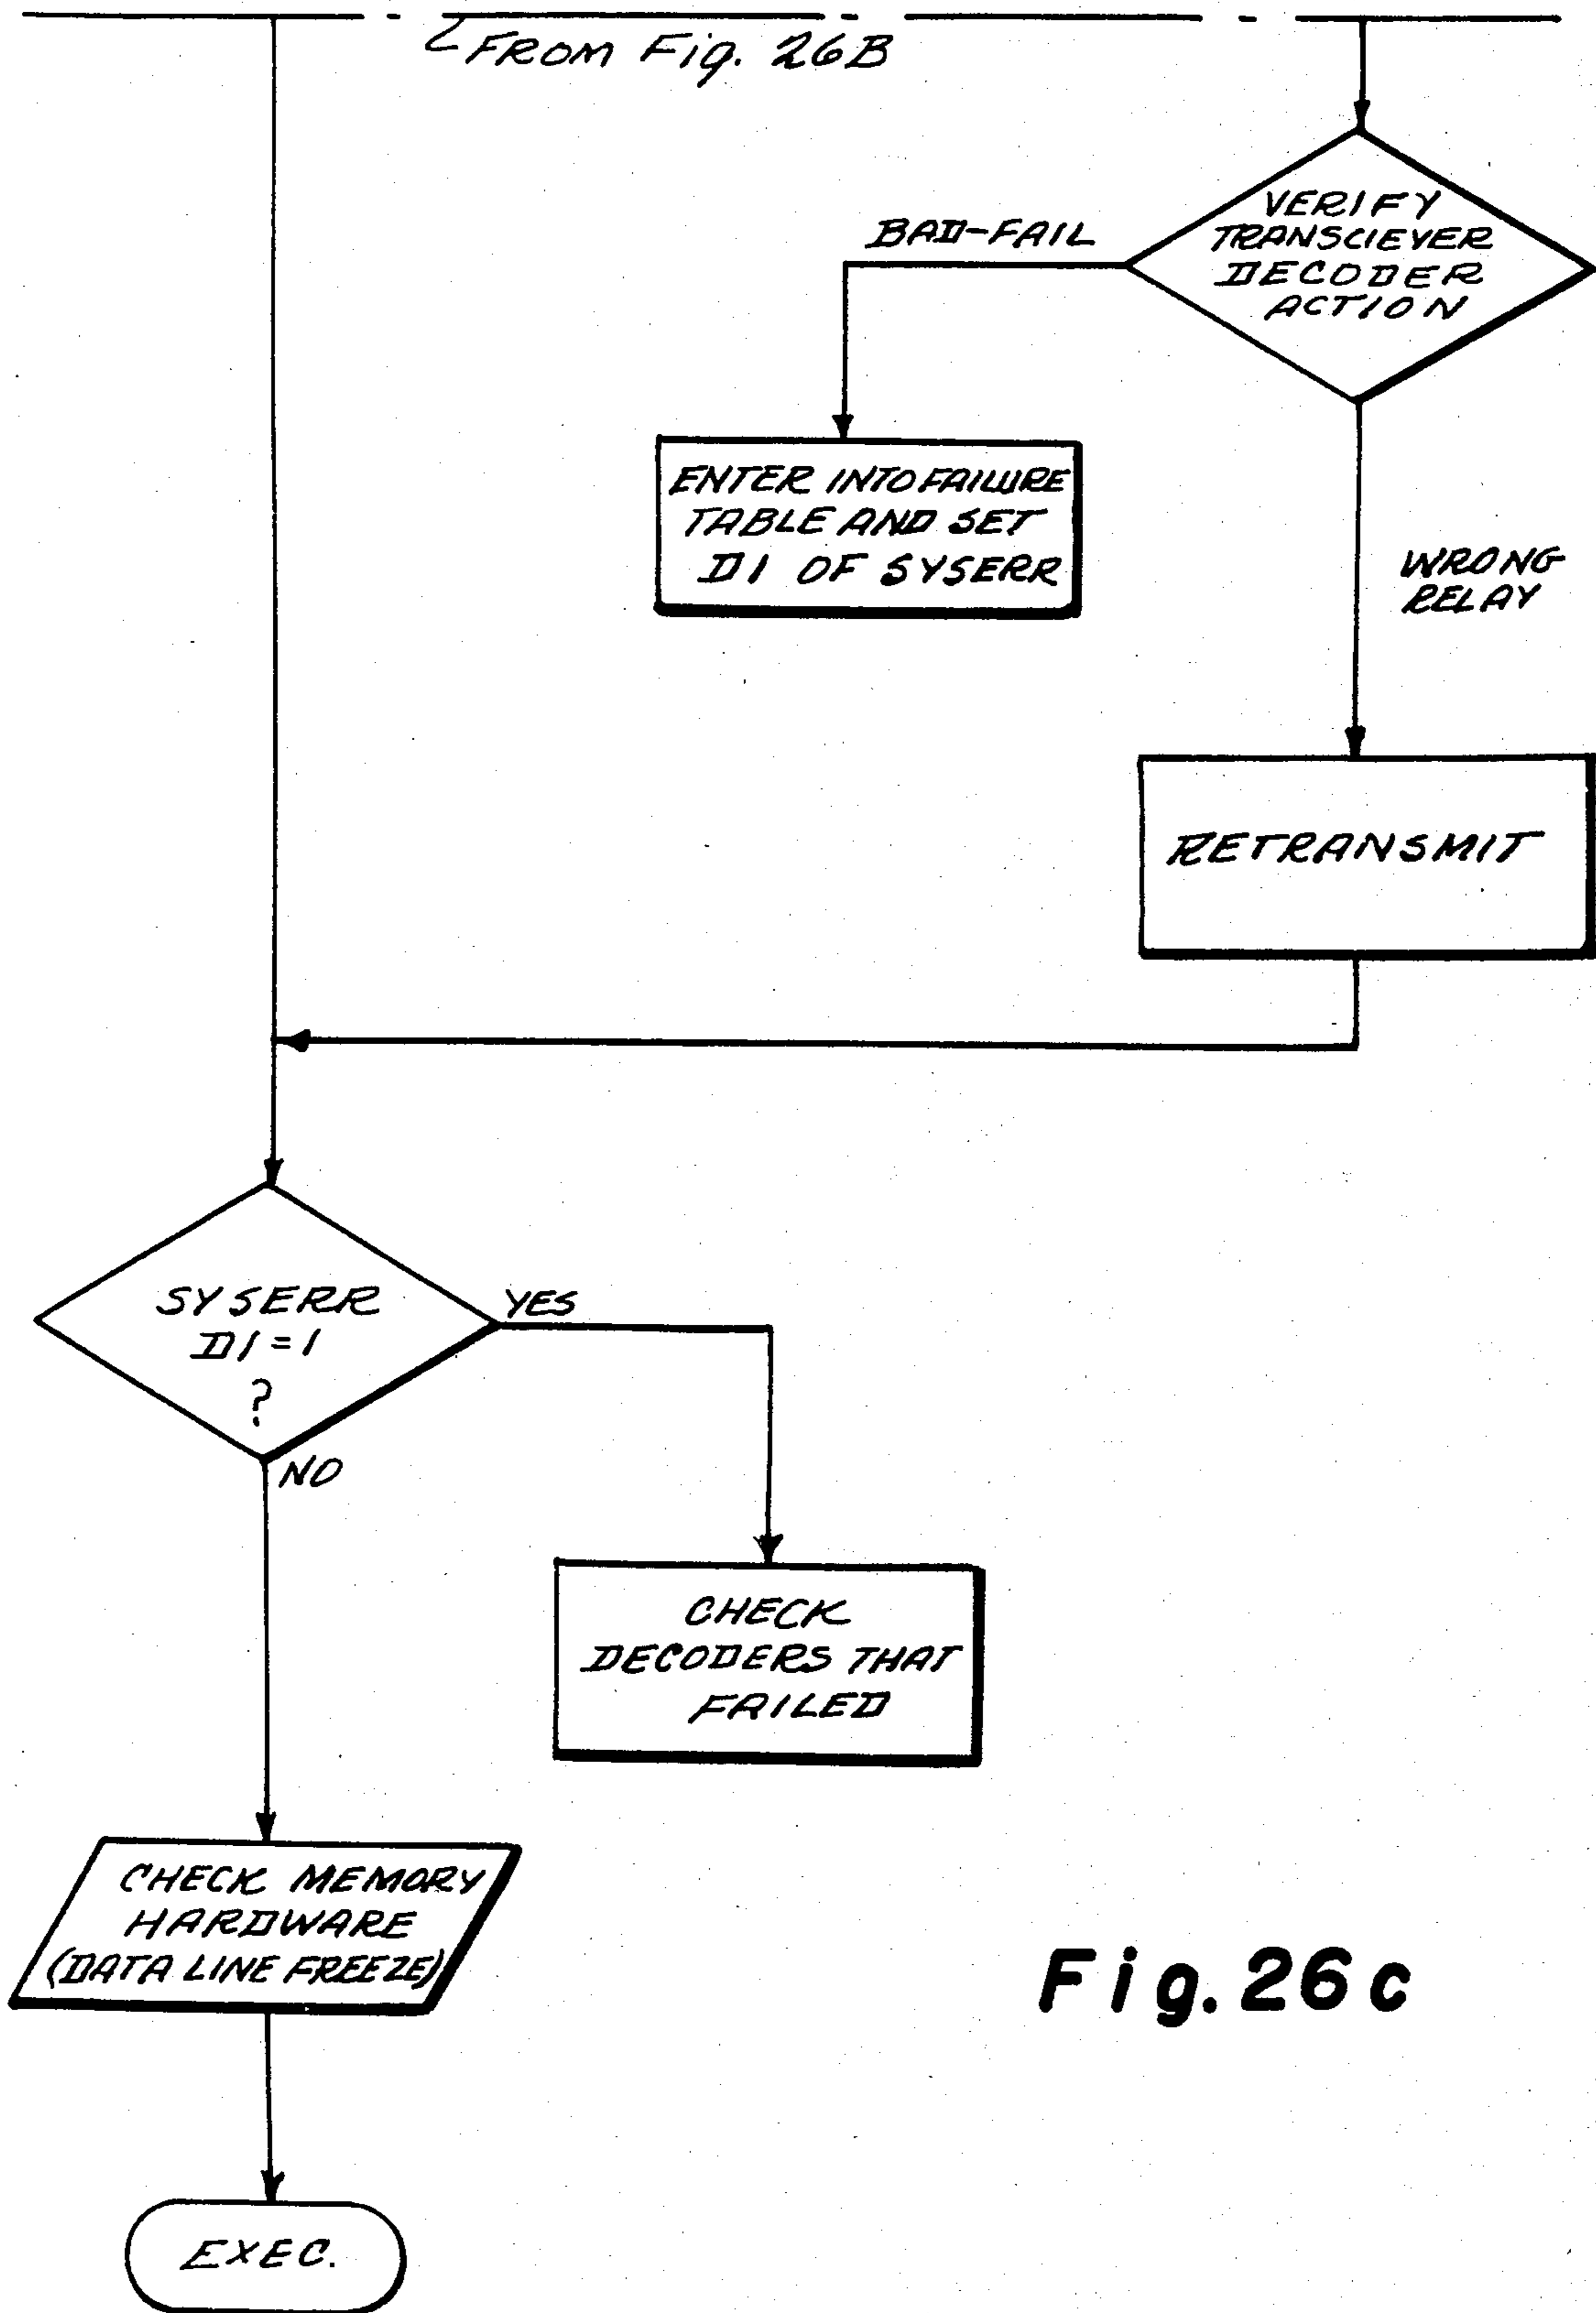 FROM Fig. 26B
VERIFY
TRANSCIEVER
DECODER
ACTION
BAD-FAIL
ENTER INTO FAILURE
TABLE AND SET
D1 OF SYSERR
WRONG
RELAY
RETRANSMIT
SYSERR
D1=1
?
YES
NO
CHECK
DECODERS THAT
FAILED
CHECK MEMORY
HARDWARE
(DATA LINE FREEZE)
Fig. 26c
EXEC.